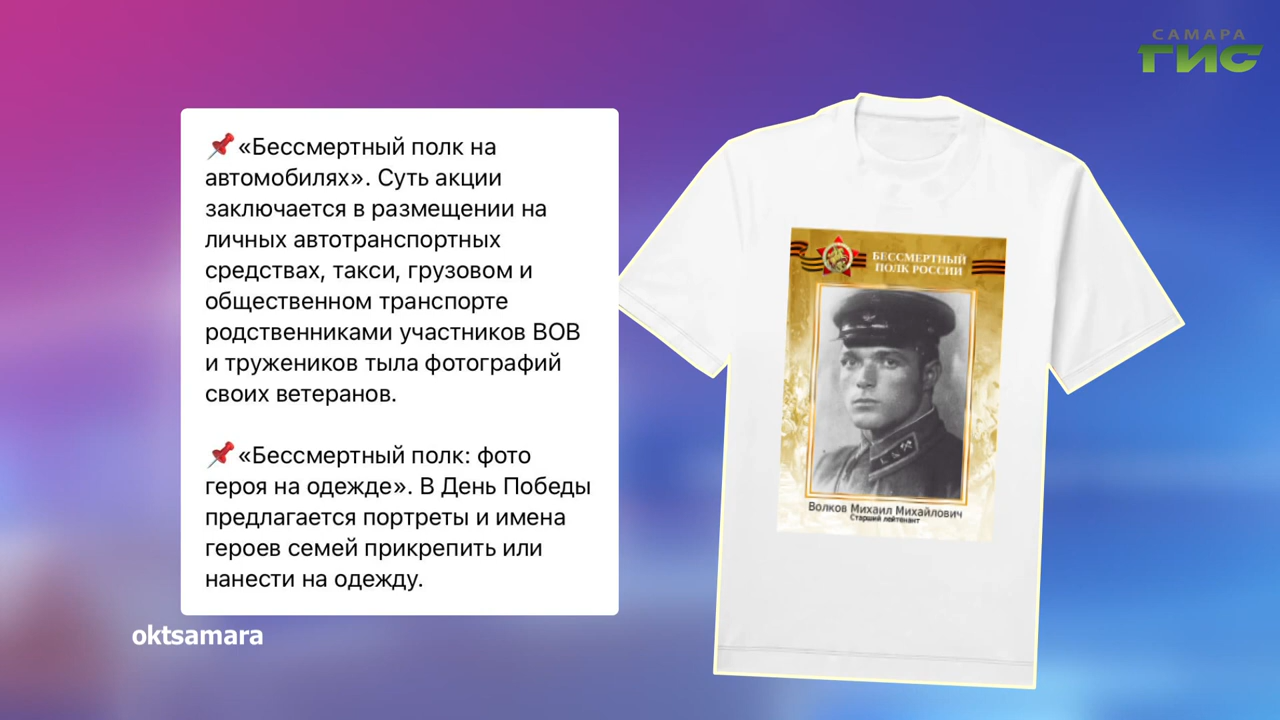 САМАРА
ГИС
📌«Бессмертный полк на
автомобилях». Суть акции
заключается в размещении на
личных автотранспортных
средствах, такси, грузовом и
общественном транспорте
родственниками участников ВОВ
и тружеников тыла фотографий
своих ветеранов.
📌«Бессмертный полк: фото
героя на одежде». В День Победы
предлагается портреты и имена
героев семей прикрепить или
нанести на одежду.
oktsamara
БЕССМЕРТНЫЙ
ПОЛК РОССИИ
Волков Михаил Михайлович
Старший лейтенант